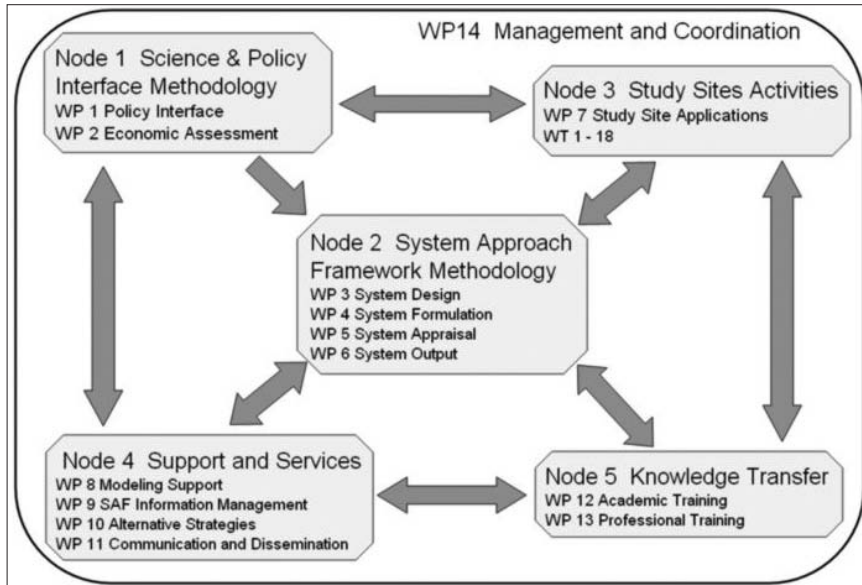 WP14 Management and Coordination
Node 1 Science & Policy
Interface Methodology
WP 1 Policy Interface
WP 2 Economic Assessment
Node 3 Study Sites Activities
WP 7 Study Site Applications
WT 1 - 18
Node 2 System Approach
Framework Methodology
WP 3 System Design
WP 4 System Formulation
WP 5 System Appraisal
WP 6 System Output
Node 4 Support and Services
WP 8 Modeling Support
WP 9 SAF Information Management
WP 10 Alternative Strategies
WP 11 Communication and Dissemination
Node 5 Knowledge Transfer
WP 12 Academic Training
WP 13 Professional Training